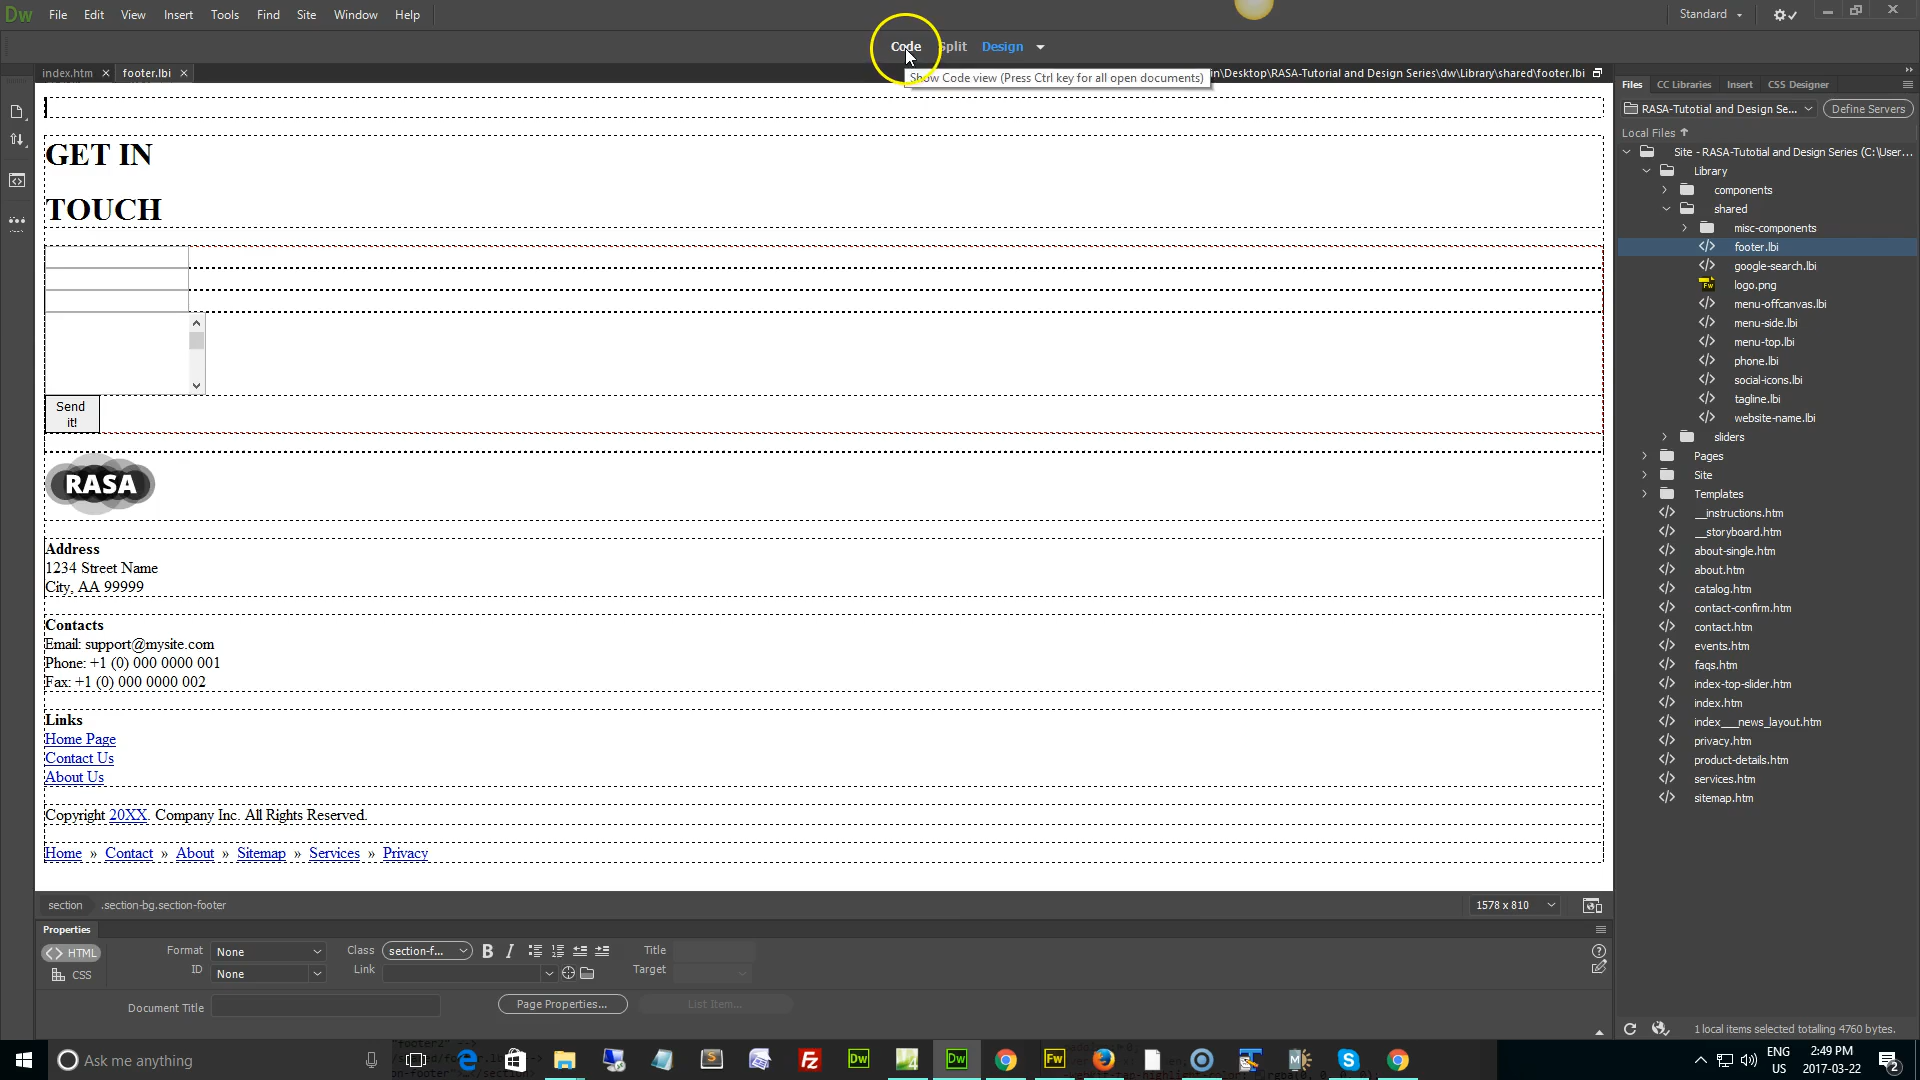 Dw File Edit View Insert Tools Find Site Window Help Standard
Code Split Design
index.htm footer.lbi in\Desktop\RASA-Tutorial and Design Series\dw\Library\shared\footer.lbi
Show Code view (Press Ctrl key for all open documents)
GET IN
TOUCH
Send
it!
RASA
Address
1234 Street Name
City, AA 99999
Contacts
Email: support@mysite.com
Phone: +1 (0) 000 0000 001
Fax: +1 (0) 000 0000 002
Links
Home Page
Contact Us
About Us
Copyright 20XX. Company Inc. All Rights Reserved.
Home » Contact » About » Sitemap » Services » Privacy
section .section-bg.section-footer 1578 x 810
Properties
HTML Format None Class section-f... B I Title
CSS ID None Link Target
Document Title Page Properties... List Item...
Files CC Libraries Insert CSS Designer
RASA-Tutotial and Design Se... Define Servers
Local Files
Site - RASA-Tutotial and Design Series (C:\User...
Library
components
shared
misc-components
footer.lbi
google-search.lbi
Fw logo.png
menu-offcanvas.lbi
menu-side.lbi
menu-top.lbi
phone.lbi
social-icons.lbi
tagline.lbi
website-name.lbi
sliders
Pages
Site
Templates
__instructions.htm
__storyboard.htm
about-single.htm
about.htm
catalog.htm
contact-confirm.htm
contact.htm
events.htm
faqs.htm
index-top-slider.htm
index.htm
index___news_layout.htm
privacy.htm
product-details.htm
services.htm
sitemap.htm
1 local items selected totalling 4760 bytes.
Ask me anything Dw Dw Fw ENG
US 2:49 PM
2017-03-22 2